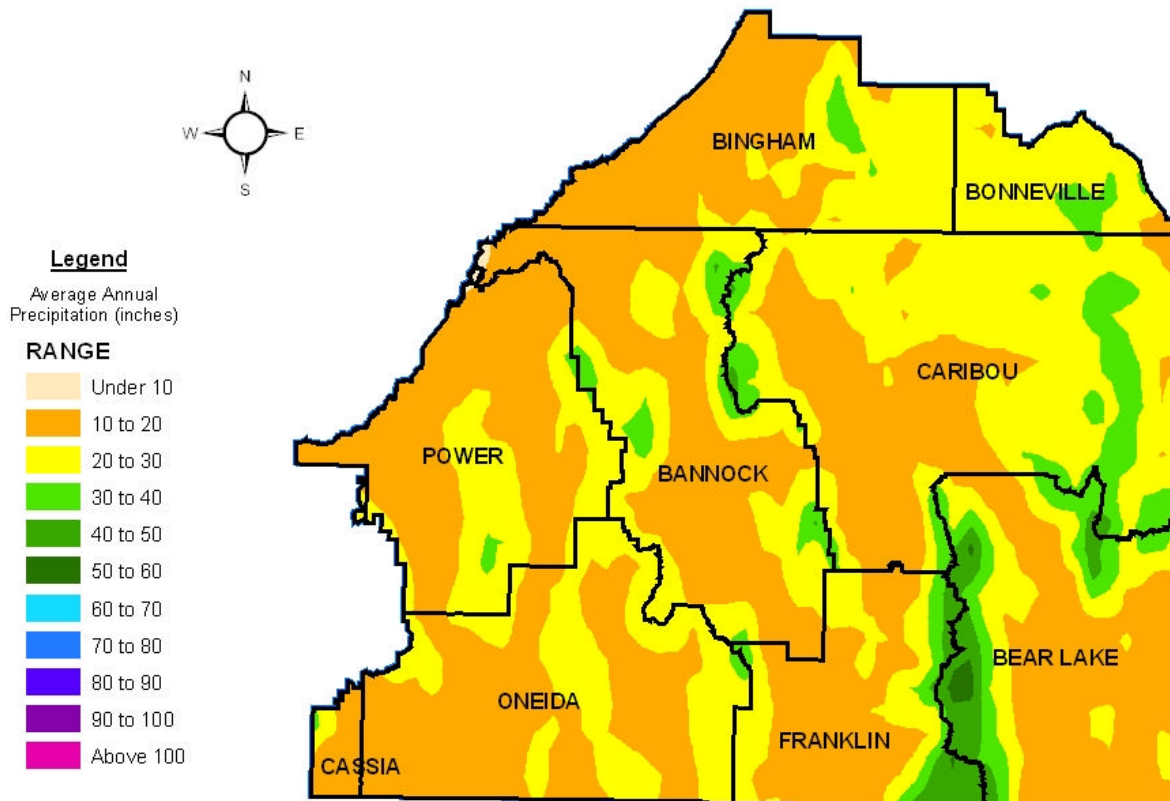 N
W E
S
BINGHAM
BONNEVILLE
Legend
Average Annual
Precipitation (inches)
RANGE
Under 10
10 to 20
20 to 30
30 to 40
40 to 50
50 to 60
60 to 70
70 to 80
80 to 90
90 to 100
Above 100
CARIBOU
POWER
BANNOCK
BEAR LAKE
ONEIDA
FRANKLIN
CASSIA